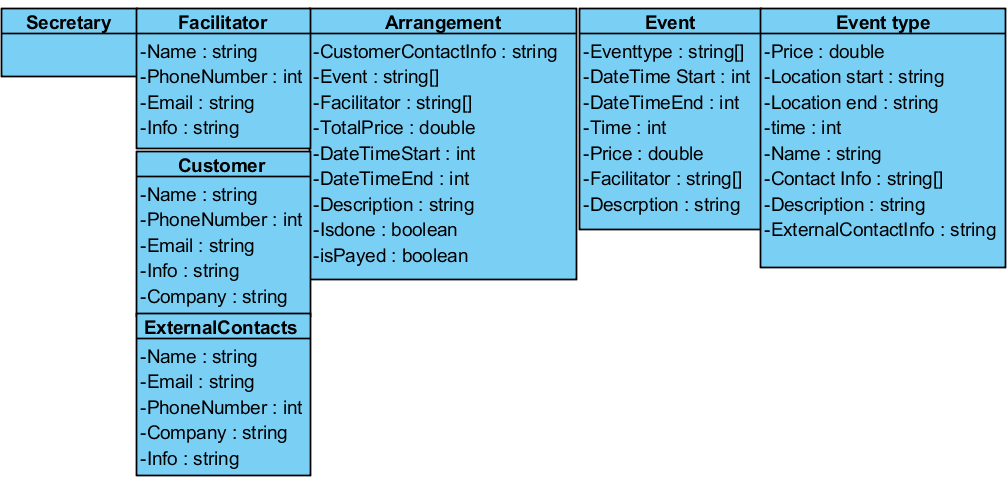 Secretary
Facilitator
-Name : string
-PhoneNumber : int
-Email : string
-Info : string
Customer
-Name : string
-PhoneNumber : int
-Email : string
-Info : string
-Company : string
ExternalContacts
-Name : string
-Email : string
-PhoneNumber : int
-Company : string
-Info : string
Arrangement
-CustomerContactInfo : string
-Event : string[]
-Facilitator : string[]
-TotalPrice : double
-DateTimeStart : int
-DateTimeEnd : int
-Description : string
-Isdone : boolean
-isPayed : boolean
Event
-Eventtype : string[]
-DateTime Start : int
-DateTimeEnd : int
-Time : int
-Price : double
-Facilitator : string[]
-Descrption : string
Event type
-Price : double
-Location start : string
-Location end : string
-time : int
-Name : string
-Contact Info : string[]
-Description : string
-ExternalContactInfo : string